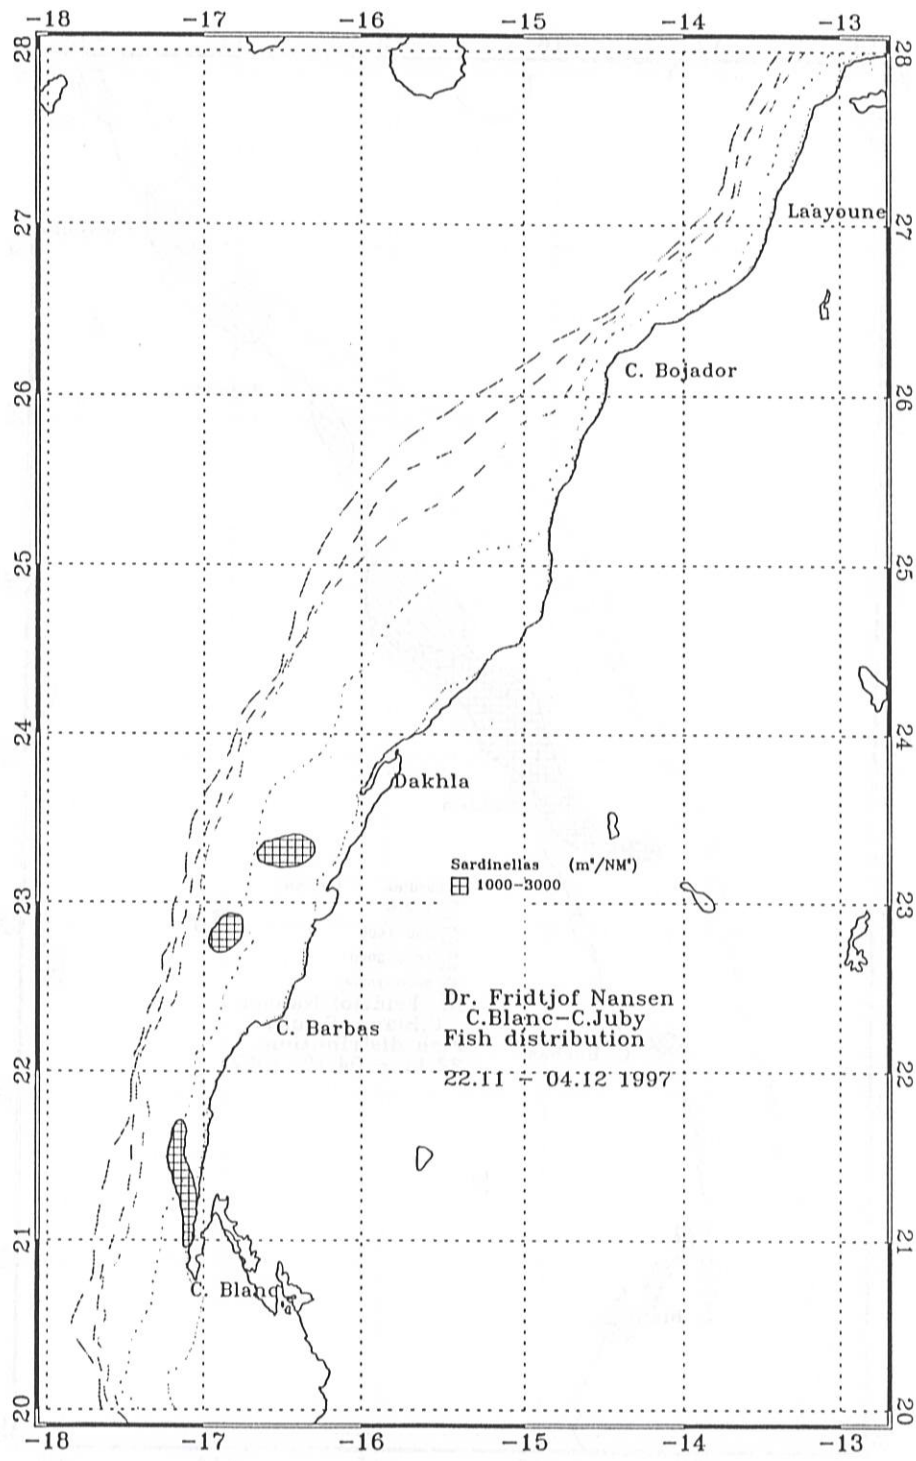 -18 -17 -16 -15 -14 -13
28 28
Laayoune
27 27
C. Bojador
26 26
25 25
24 24
Dakhla
Sardinellas (m²/NM²)
1000-3000
23 23
Dr. Fridtjof Nansen
C.Blanc-C.Juby
Fish distribution
C. Barbas
22.11 - 04.12 1997
22 22
21 21
C. Blanc
20 20
-18 -17 -16 -15 -14 -13